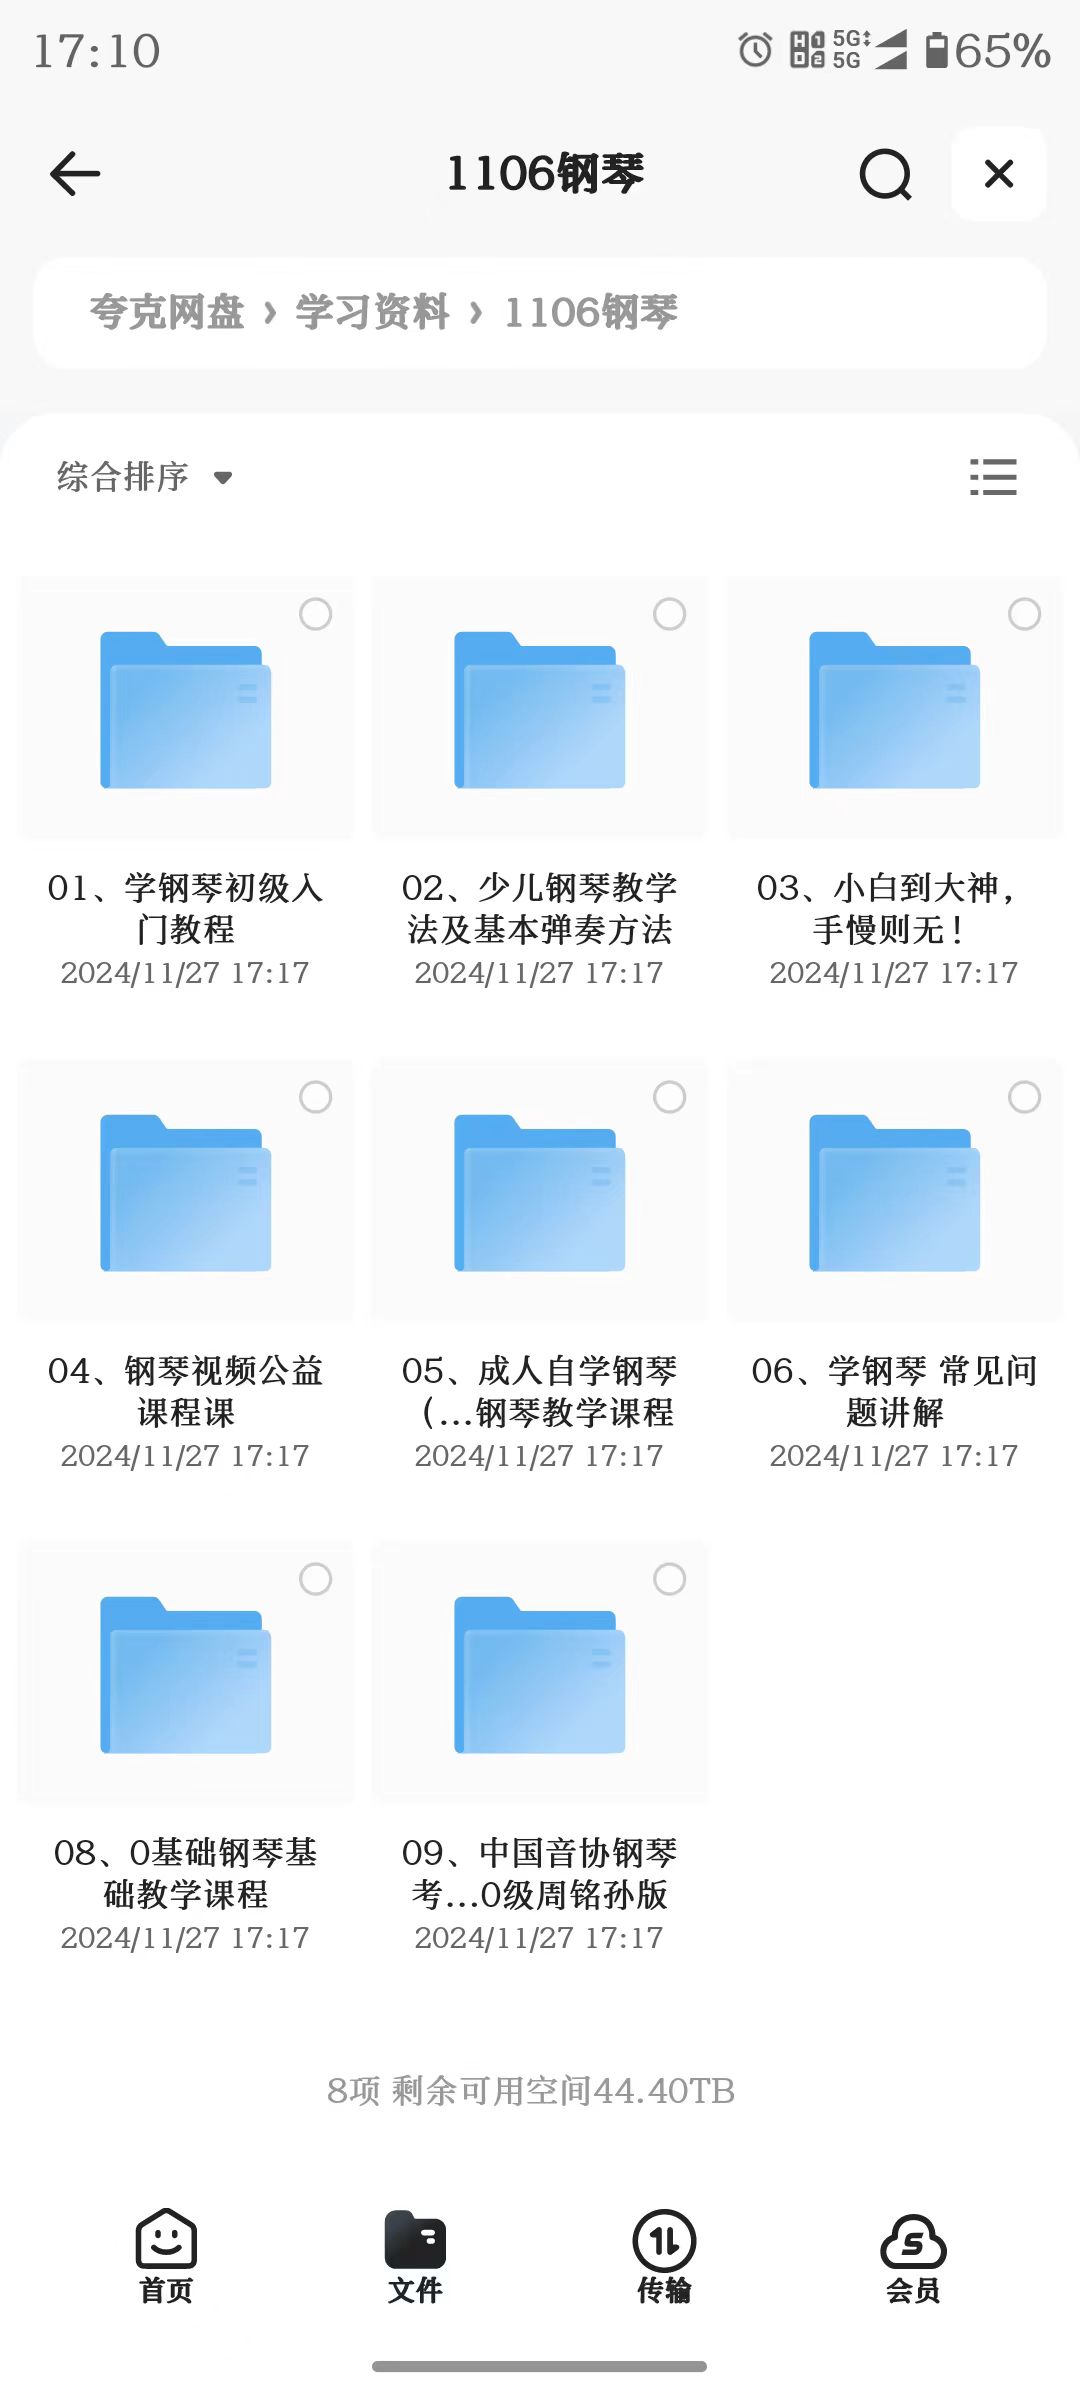 17:10
5G
5G
65%
1106钢琴
夸克网盘 › 学习资料 › 1106钢琴
综合排序
01、学钢琴初级入
门教程
2024/11/27 17:17
02、少儿钢琴教学
法及基本弹奏方法
2024/11/27 17:17
03、小白到大神，
手慢则无！
2024/11/27 17:17
04、钢琴视频公益
课程课
2024/11/27 17:17
05、成人自学钢琴
（...钢琴教学课程
2024/11/27 17:17
06、学钢琴 常见问
题讲解
2024/11/27 17:17
08、0基础钢琴基
础教学课程
2024/11/27 17:17
09、中国音协钢琴
考...0级周铭孙版
2024/11/27 17:17
8项 剩余可用空间44.40TB
首页
文件
传输
会员